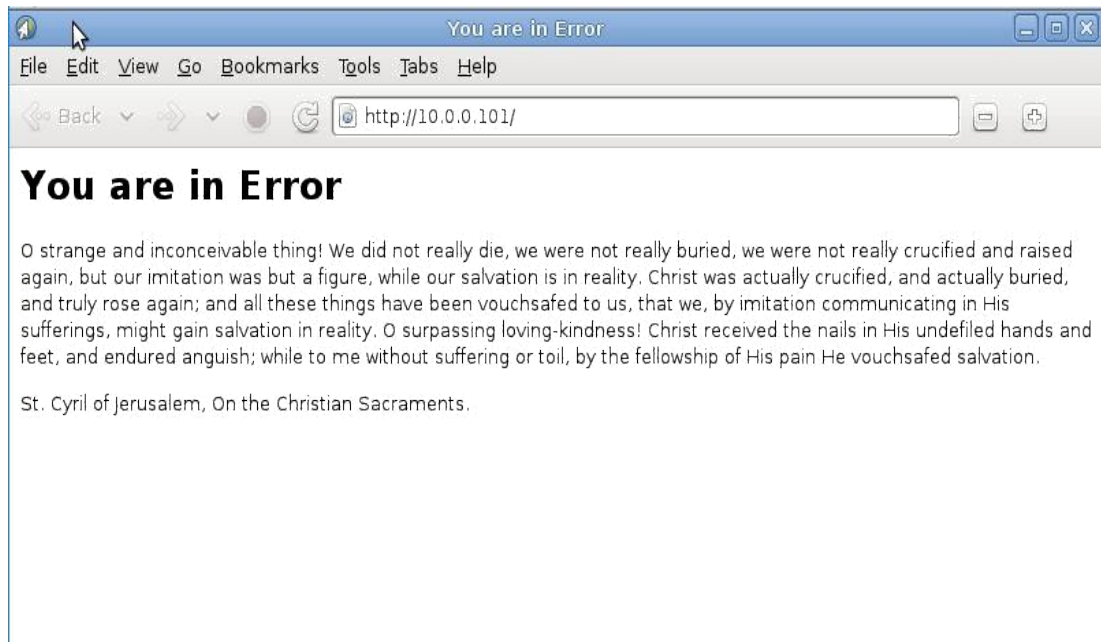 You are in Error
File Edit View Go Bookmarks Tools Tabs Help
Back http://10.0.0.101/
You are in Error
O strange and inconceivable thing! We did not really die, we were not really buried, we were not really crucified and raised
again, but our imitation was but a figure, while our salvation is in reality. Christ was actually crucified, and actually buried,
and truly rose again; and all these things have been vouchsafed to us, that we, by imitation communicating in His
sufferings, might gain salvation in reality. O surpassing loving-kindness! Christ received the nails in His undefiled hands and
feet, and endured anguish; while to me without suffering or toil, by the fellowship of His pain He vouchsafed salvation.
St. Cyril of Jerusalem, On the Christian Sacraments.